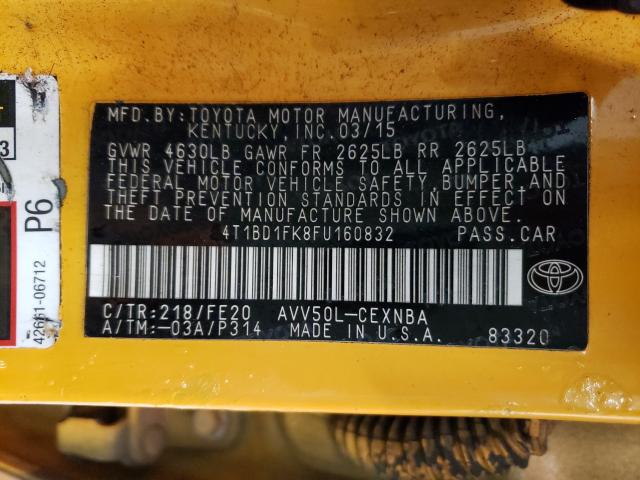 MFD.BY: TOYOTA MOTOR MANUFACTURING,
KENTUCKY, INC. 03/15
GVWR 4630LB GAWR FR 2625LB RR 2625LB
THIS VEHICLE CONFORMS TO ALL APPLICABLE
FEDERAL MOTOR VEHICLE SAFETY, BUMPER, AND
THEFT PREVENTION STANDARDS IN EFFECT ON
THE DATE OF MANUFACTURE SHOWN ABOVE.
4T1BD1FK8FU160832 PASS.CAR
C/TR:218/FE20 AVV50L-CEXNBA
A/TM:-03A/P314 MADE IN U.S.A. 83320
P6
42661-06712
3